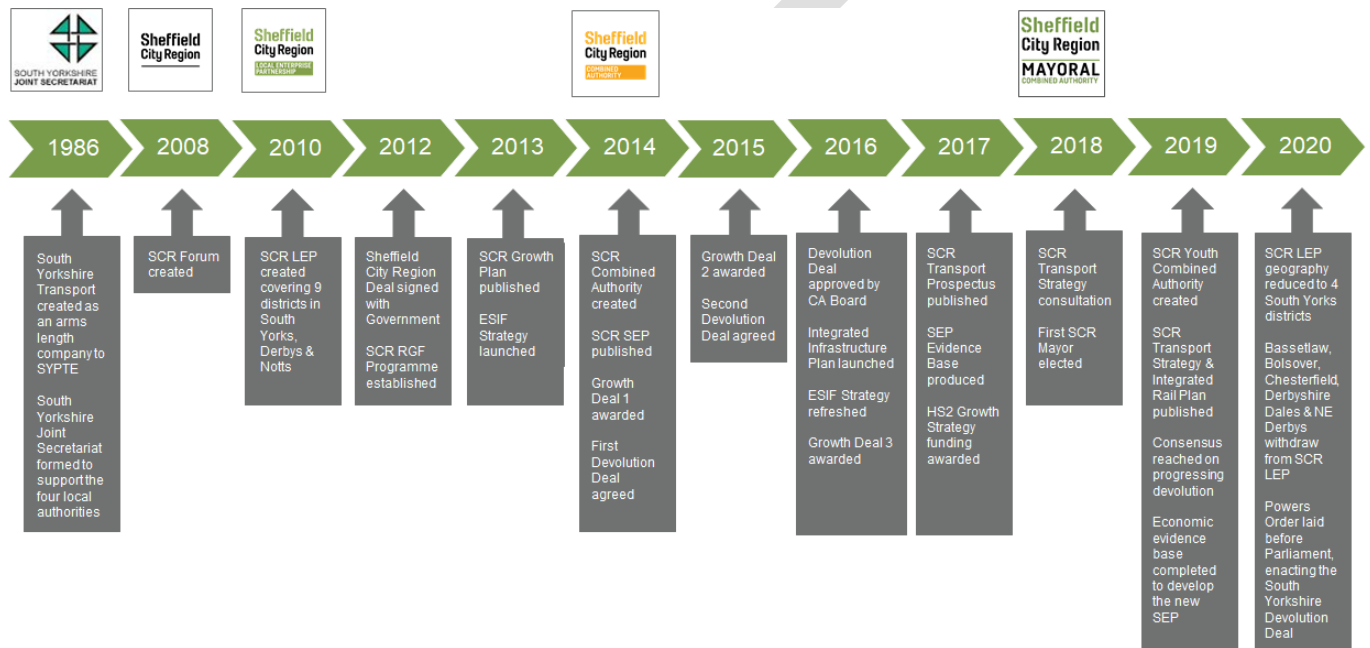 SOUTH YORKSHIRE
JOINT SECRETARIAT
Sheffield
City Region
Sheffield
City Region
LOCAL ENTERPRISE
PARTNERSHIP
Sheffield
City Region
COMBINED
AUTHORITY
Sheffield
City Region
MAYORAL
COMBINED AUTHORITY
1986
2008
2010
2012
2013
2014
2015
2016
2017
2018
2019
2020
South
Yorkshire
Transport
created as
an arms
length
company to
SYPTE
South
Yorkshire
Joint
Secretariat
formed to
support the
four local
authorities
SCR Forum
created
SCR LEP
created
covering 9
districts in
South
Yorks,
Derbys &
Notts
Sheffield
City Region
Deal signed
with
Government
SCR RGF
Programme
established
SCR Growth
Plan
published
ESIF
Strategy
launched
SCR
Combined
Authority
created
SCR SEP
published
Growth
Deal 1
awarded
First
Devolution
Deal
agreed
Growth Deal
2 awarded
Second
Devolution
Deal agreed
Devolution
Deal
approved by
CA Board
Integrated
Infrastructure
Plan launched
ESIF Strategy
refreshed
Growth Deal 3
awarded
SCR
Transport
Prospectus
published
SEP
Evidence
Base
produced
HS2 Growth
Strategy
funding
awarded
SCR
Transport
Strategy
consultation
First SCR
Mayor
elected
SCR Youth
Combined
Authority
created
SCR
Transport
Strategy &
Integrated
Rail Plan
published
Consensus
reached on
progressing
devolution
Economic
evidence
base
completed
to develop
the new
SEP
SCR LEP
geography
reduced to 4
South Yorks
districts
Bassetlaw,
Bolsover,
Chesterfield,
Derbyshire
Dales & NE
Derbys
withdraw
from SCR
LEP
Powers
Order laid
before
Parliament,
enacting the
South
Yorkshire
Devolution
Deal